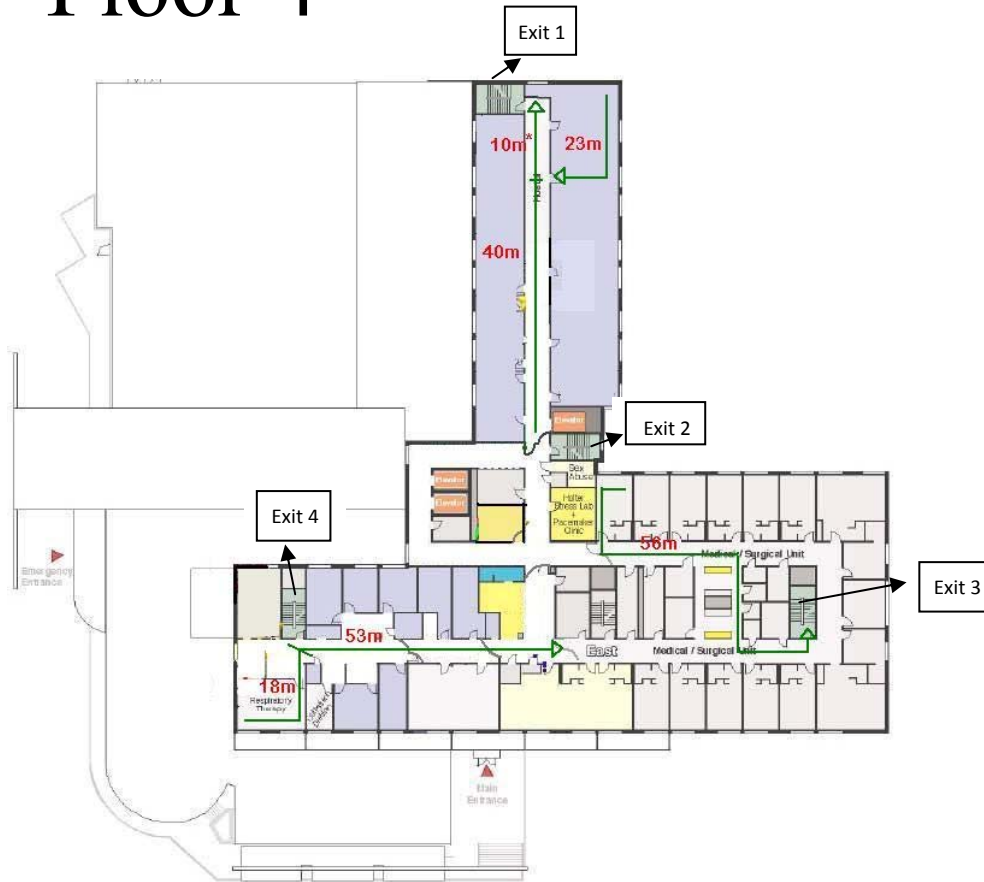 Floor 4
Exit 1
10m*
23m
40m
Elevator
Exit 2
Sex
Abuse
Elevator
Elevator
Holter
Stress Lab
+
Pacemaker
Clinic
Exit 4
56m
Medical / Surgical Unit
Emergency
Entrance
Exit 3
53m
East
Medical / Surgical Unit
18m
Respiratory
Therapy
Main
Entrance